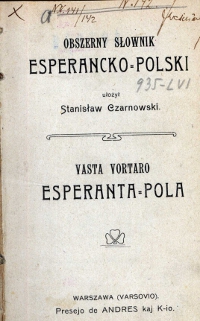 OBSZERNY SŁOWNIK
ESPERANCKO-POLSKI
935-LVI
ułożył
Stanisław Czarnowski.
VASTA VORTARO
ESPERANTA=POLA
WARSZAWA (VARSOVIO).
Presejo de ANDRES kaj K-io.